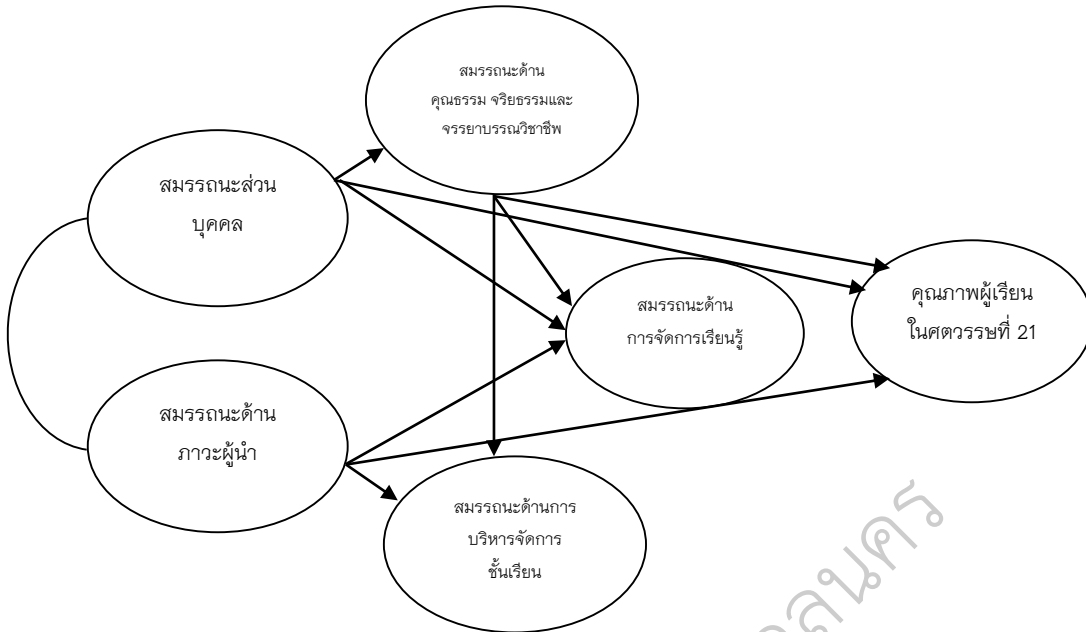 สมรรถนะด้าน
คุณธรรม จริยธรรมและ
จรรยาบรรณวิชาชีพ
สมรรถนะส่วน
บุคคล
สมรรถนะด้าน
การจัดการเรียนรู้
คุณภาพผู้เรียน
ในศตวรรษที่ 21
สมรรถนะด้าน
ภาวะผู้นำ
สมรรถนะด้านการ
บริหารจัดการ
ชั้นเรียน